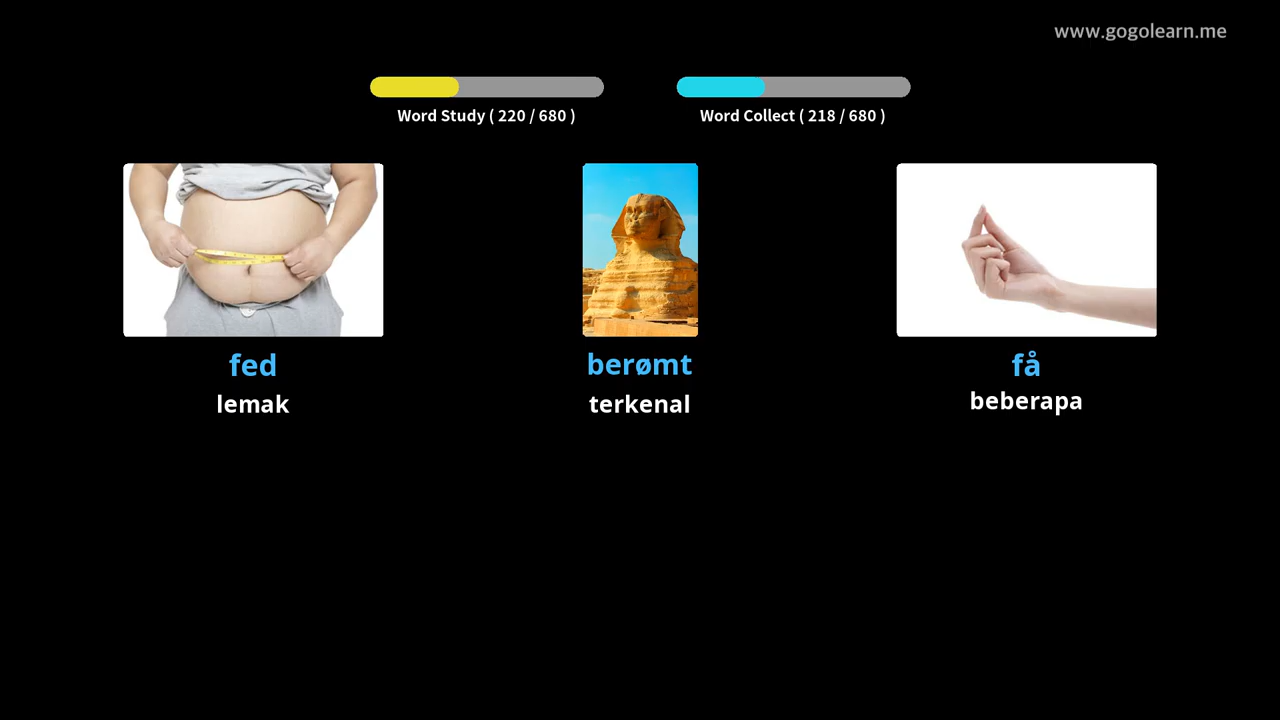 www.gogolearn.me
Word Study ( 220 / 680 )
Word Collect ( 218 / 680 )
fed
lemak
berømt
terkenal
få
beberapa